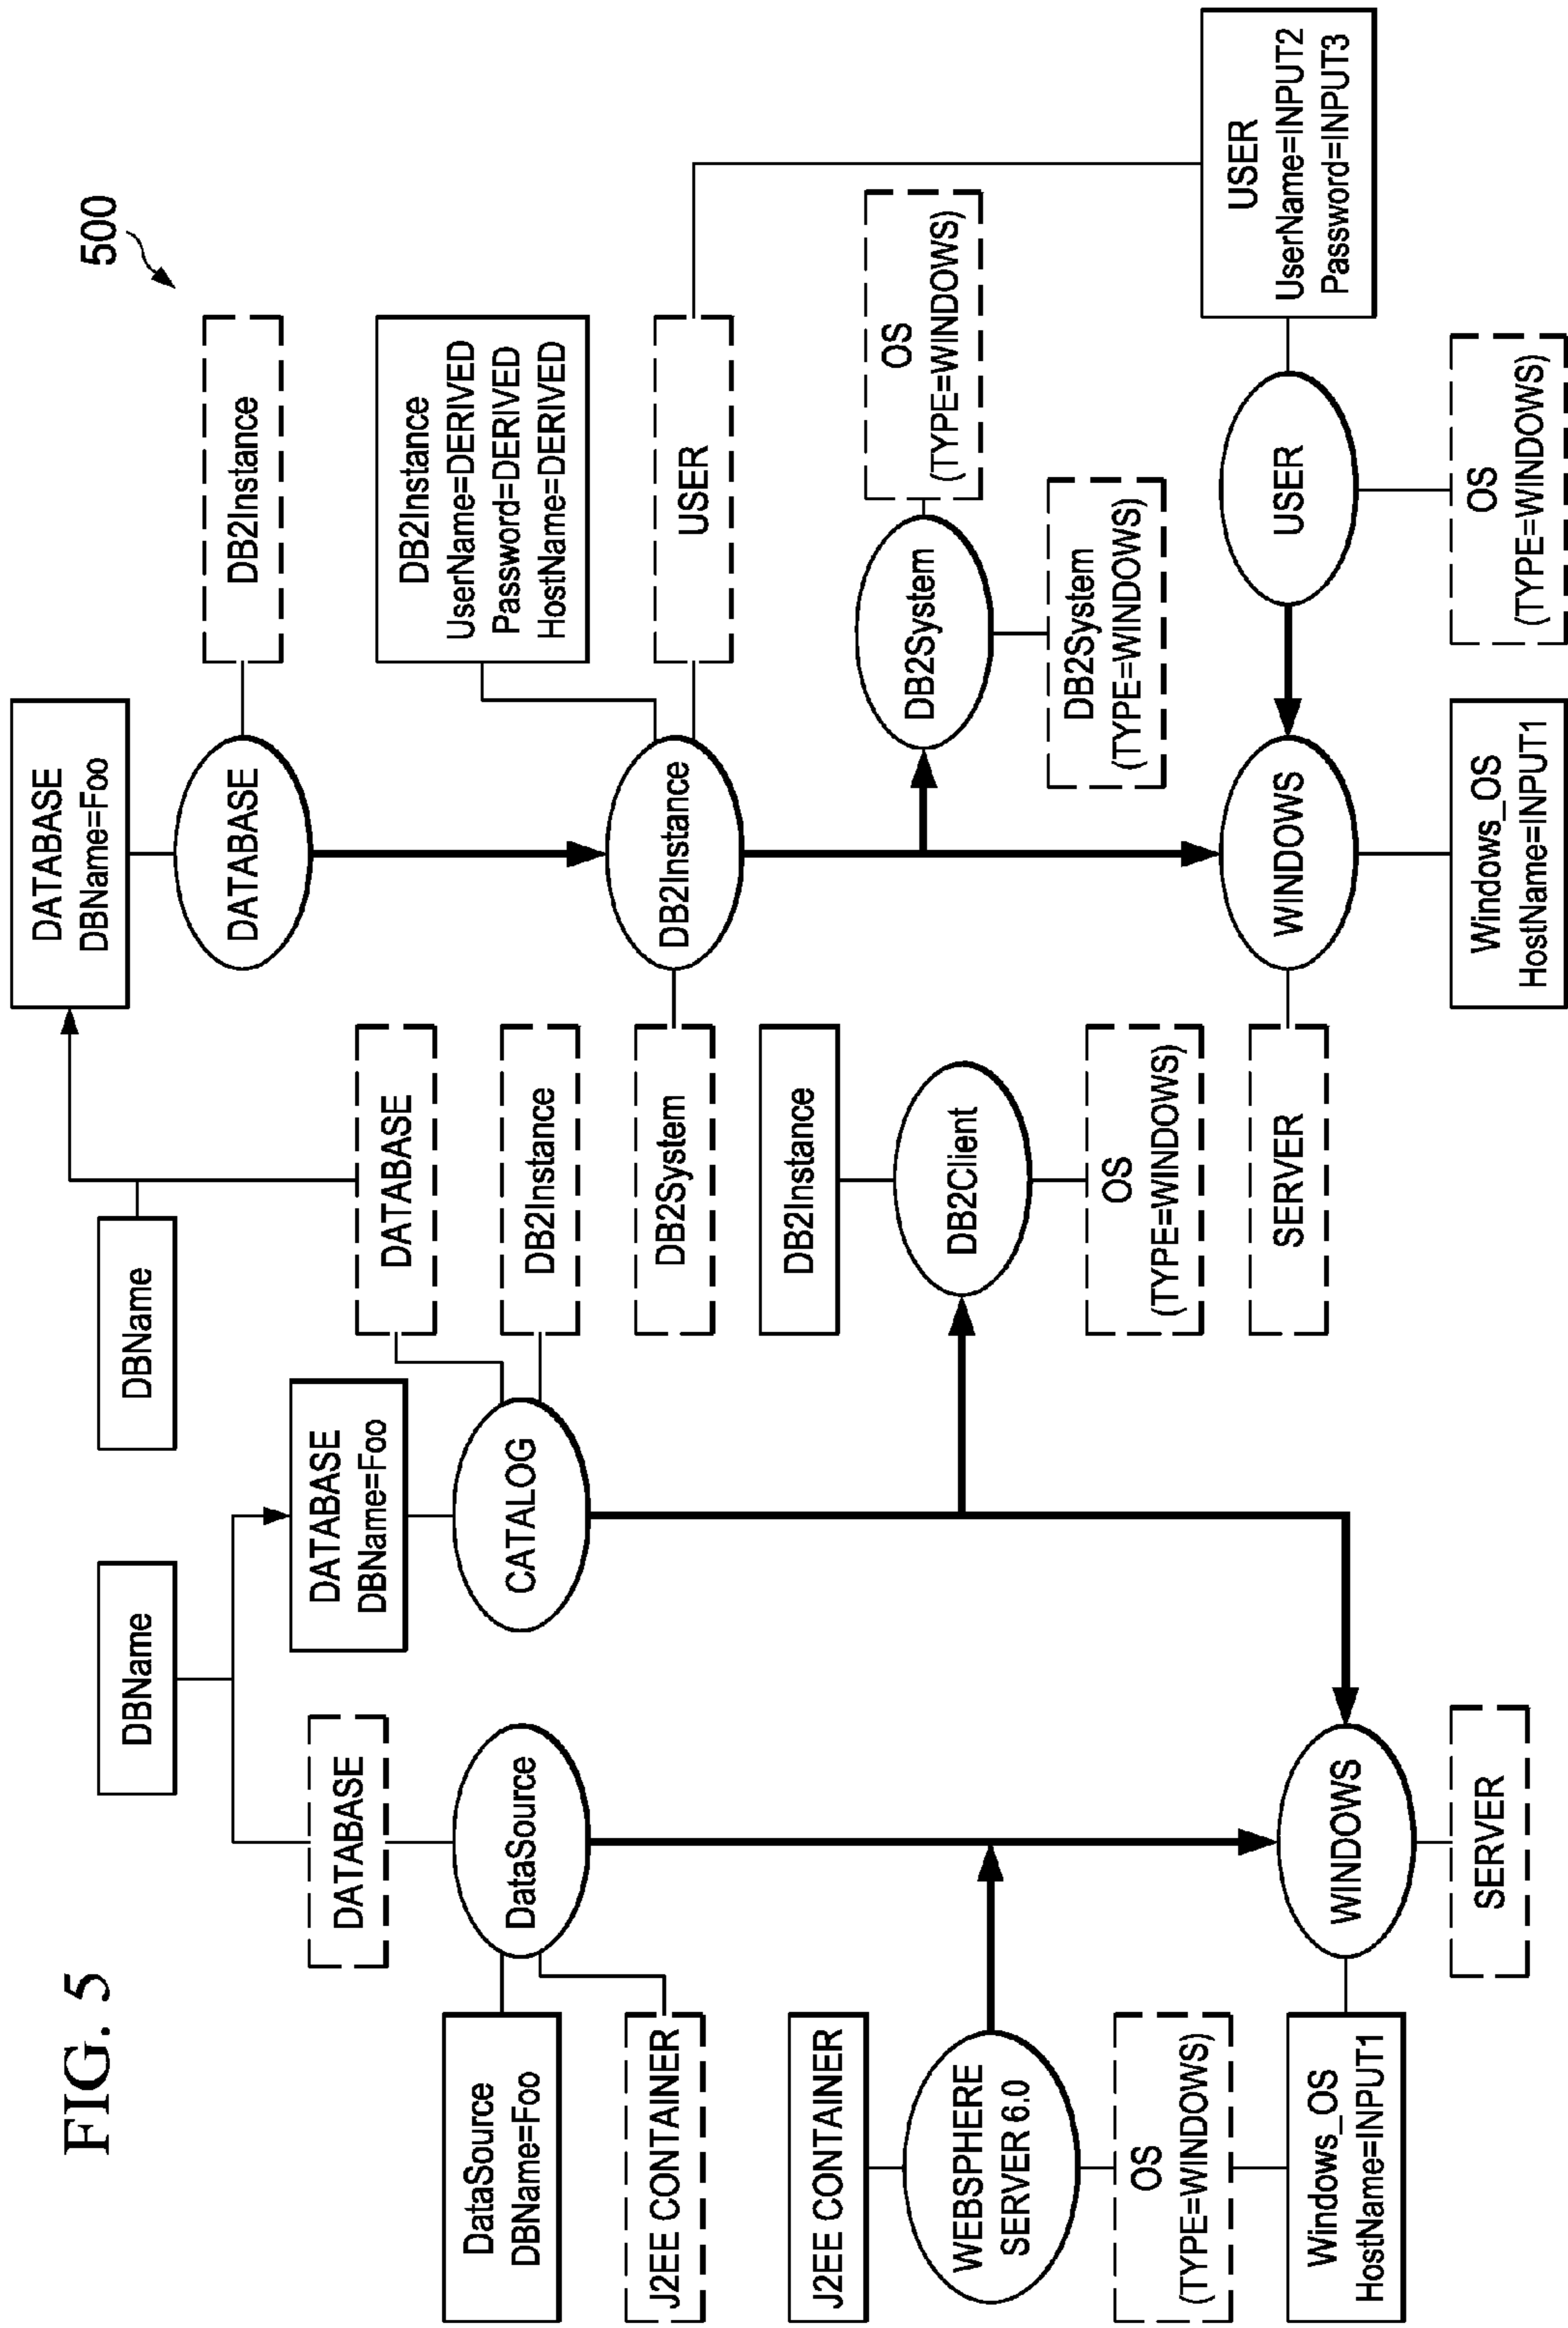 FIG. 5
500
DBName
DBName
DATABASE
DBName=Foo
DATABASE
DATABASE
DBName=Foo
DATABASE
DATABASE
DB2Instance
DataSource
DBName=Foo
DataSource
CATALOG
DB2Instance
DB2Instance
UserName=DERIVED
Password=DERIVED
HostName=DERIVED
J2EE CONTAINER
DB2System
DB2Instance
USER
J2EE CONTAINER
DB2Instance
OS
(TYPE=WINDOWS)
WEBSPHERE
SERVER 6.0
DB2Client
DB2System
DB2System
(TYPE=WINDOWS)
OS
(TYPE=WINDOWS)
OS
(TYPE=WINDOWS)
USER
UserName=INPUT2
Password=INPUT3
Windows_OS
HostName=INPUT1
WINDOWS
SERVER
WINDOWS
USER
SERVER
Windows_OS
HostName=INPUT1
OS
(TYPE=WINDOWS)